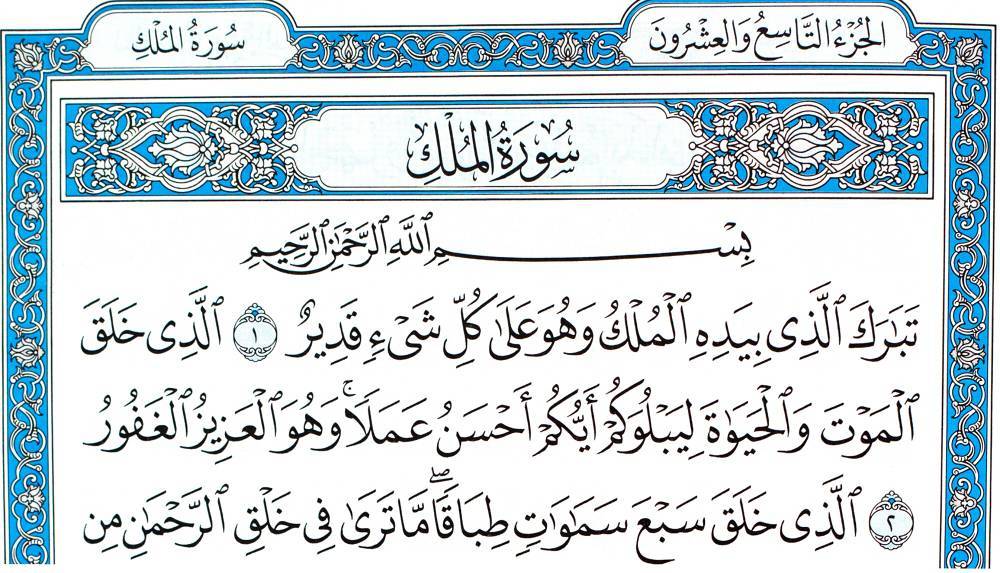 الجُزْءُ التَّاسِعُ وَالعِشْرُونَ
سُورَةُ المُلْكِ
سُورَةُ المُلْكِ
بِسْمِ ٱللَّهِ ٱلرَّحْمَٰنِ ٱلرَّحِيمِ
تَبَٰرَكَ ٱلَّذِى بِيَدِهِ ٱلْمُلْكُ وَهُوَ عَلَىٰ كُلِّ شَىْءٍ قَدِيرٌ ١ ٱلَّذِى خَلَقَ
ٱلْمَوْتَ وَٱلْحَيَوٰةَ لِيَبْلُوَكُمْ أَيُّكُمْ أَحْسَنُ عَمَلًا ۚ وَهُوَ ٱلْعَزِيزُ ٱلْغَفُورُ
٢ ٱلَّذِى خَلَقَ سَبْعَ سَمَٰوَٰتٍ طِبَاقًا ۖ مَّا تَرَىٰ فِى خَلْقِ ٱلرَّحْمَٰنِ مِن